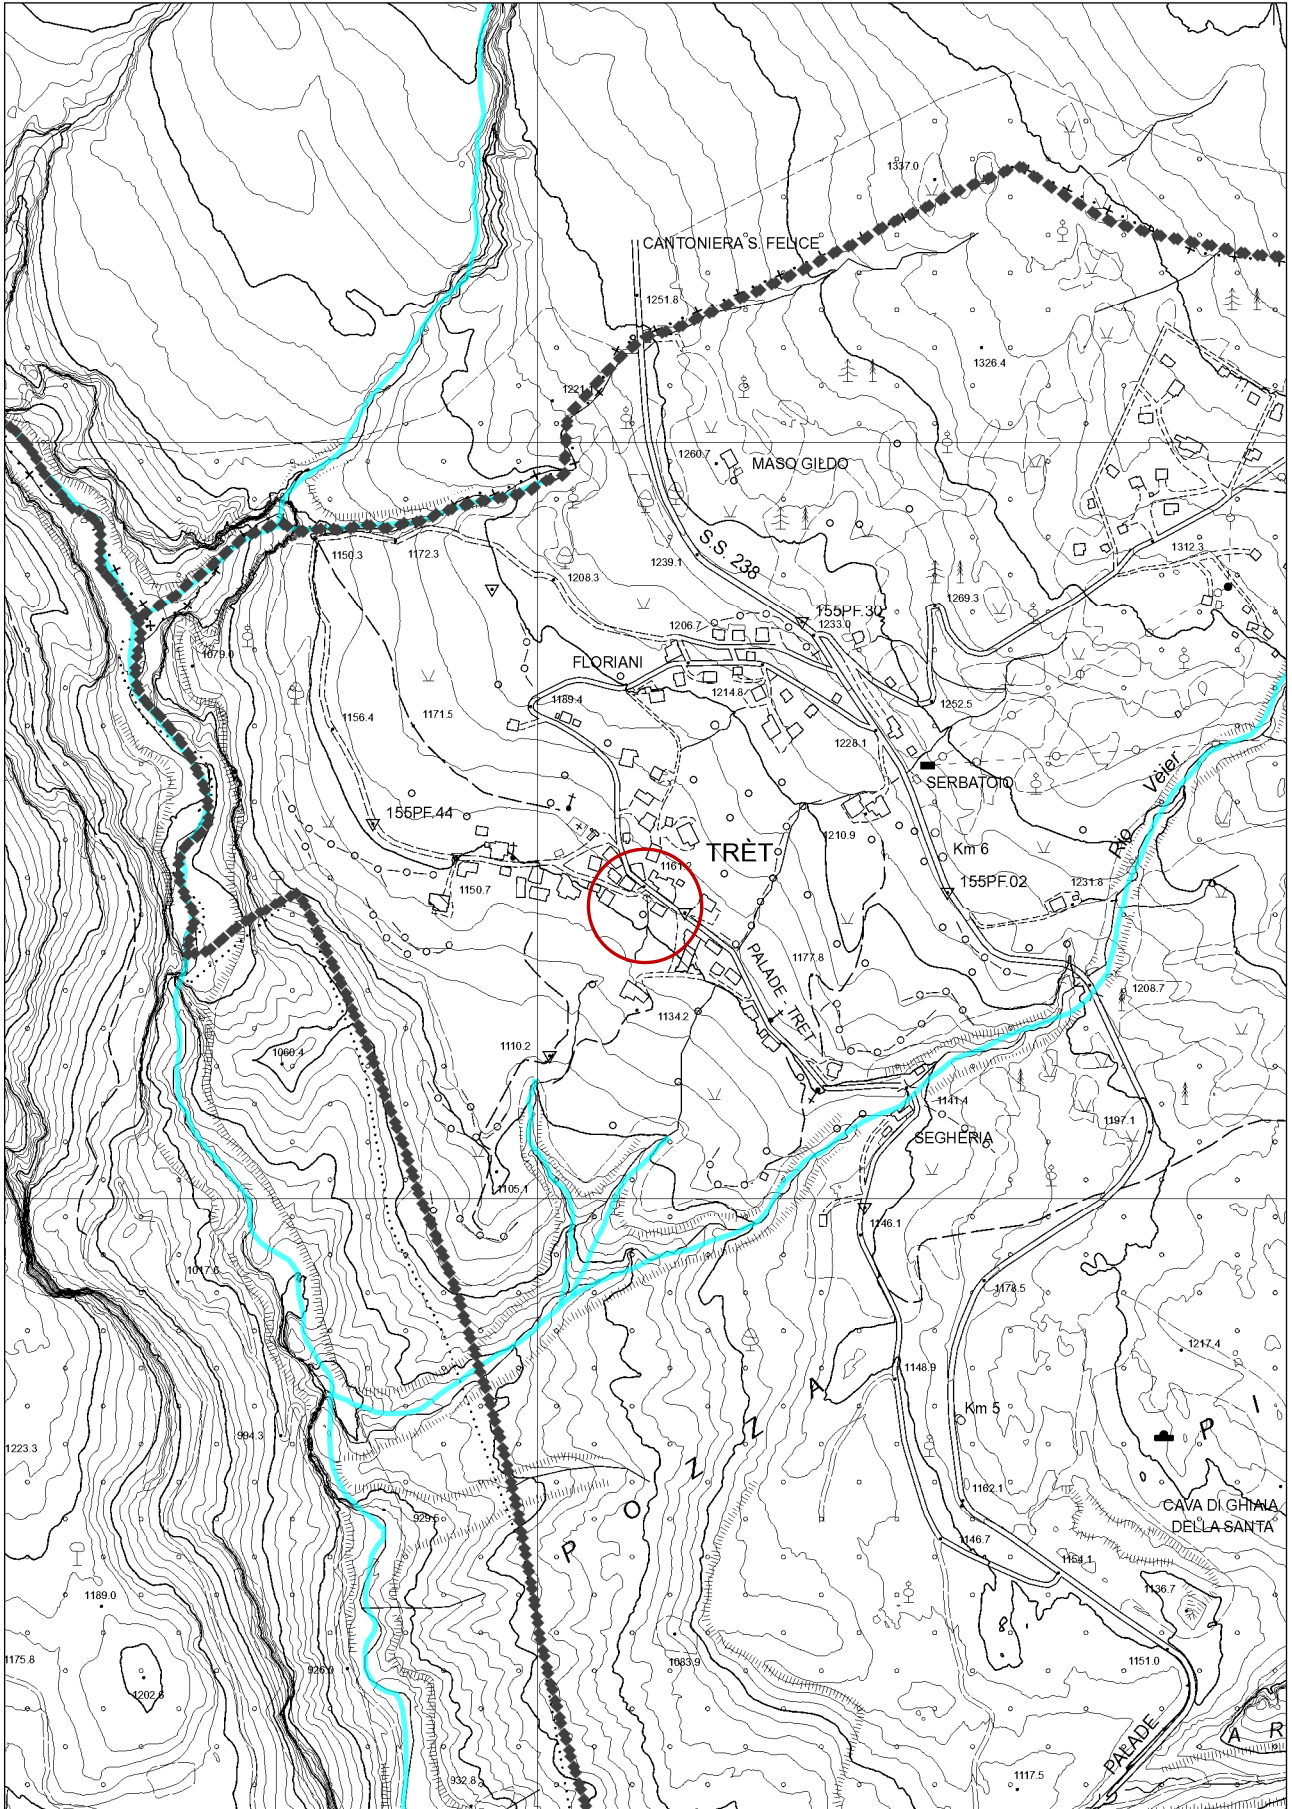 1337.0
CANTONIERA S. FELICE
1251.8
1326.4
1221.1
1260.7
MASO GILDO
S.S. 238
1150.3
1172.3
1239.1
1312.3
1208.3
1269.3
155PF.30
1206.7
1233.0
1079.0
FLORIANI
1214.8
1189.4
1252.5
1156.4
1171.5
1228.1
Rio Veier
SERBATOIO
155PF.44
1210.9
TRÈT
Km 6
1161.2
155PF.02
1150.7
1231.8
PALADE-TRET
1177.8
1208.7
1134.2
1110.2
1060.4
1141.4
1197.1
SEGHERIA
1105.1
1146.1
1017.6
1178.5
1217.4
1148.9
P O Z Z A
Km 5
P I
994.3
1223.3
1162.1
CAVA DI GHIAIA
DELLA SANTA
929.5
1146.7
1154.1
1189.0
1136.7
8
1175.8
1083.9
1151.0
926.0
1202.6
PALADE
A R
932.8
1117.5